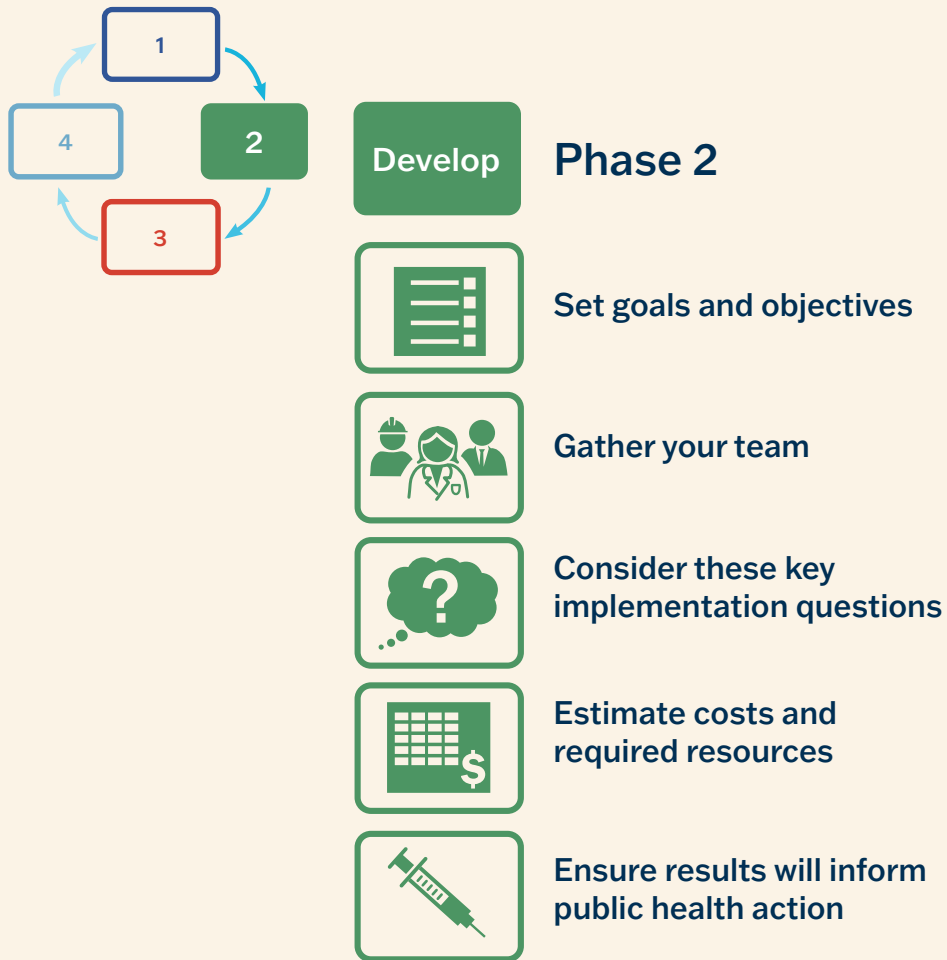 1
4
2
3
Develop
Phase 2
Set goals and objectives
Gather your team
?
Consider these key
implementation questions
Estimate costs and
required resources
$
Ensure results will inform
public health action